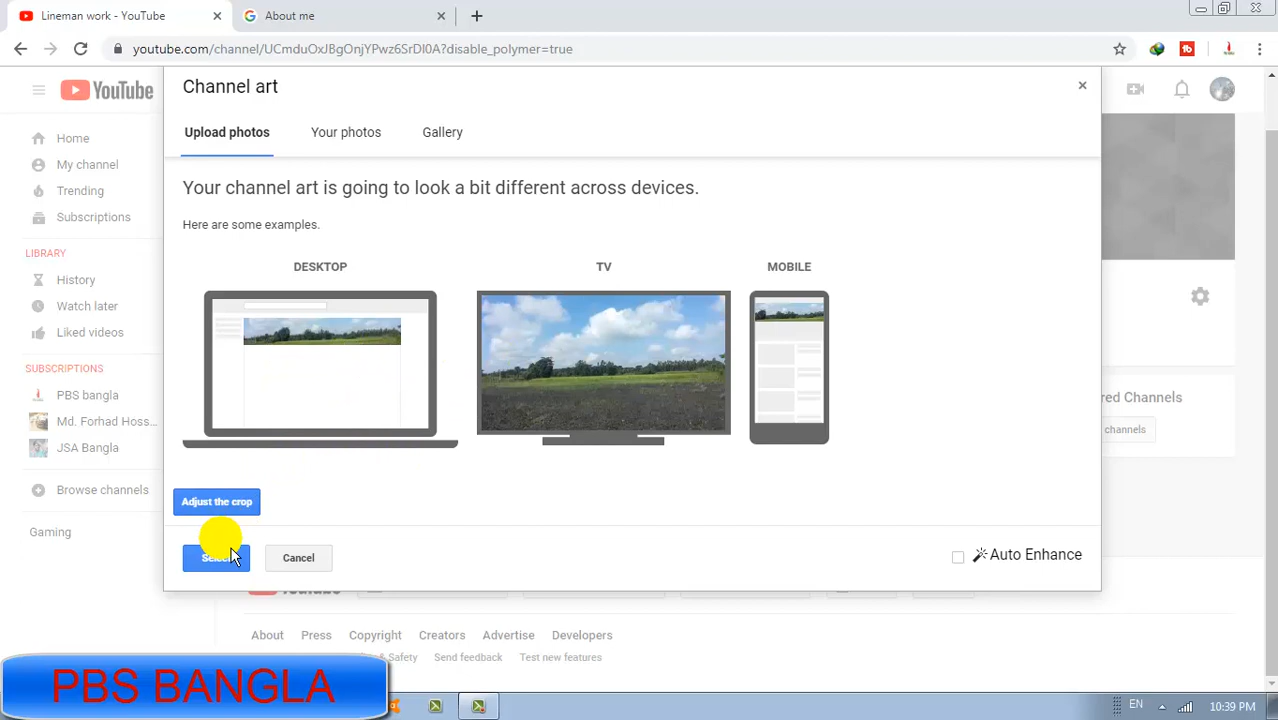 Lineman work - YouTube
About me
youtube.com/channel/UCmduOxJBgOnjYPwz6SrDI0A?disable_polymer=true
YouTube
Home
My channel
Trending
Subscriptions
LIBRARY
History
Watch later
Liked videos
SUBSCRIPTIONS
PBS bangla
Md. Forhad Hoss...
JSA Bangla
Browse channels
Gaming
Channel art
Upload photos
Your photos
Gallery
Your channel art is going to look a bit different across devices.
Here are some examples.
DESKTOP
TV
MOBILE
Adjust the crop
Cancel
Auto Enhance
Channels
channels
About
Press
Copyright
Creators
Advertise
Developers
& Safety
Send feedback
Test new features
PBS BANGLA
EN
10:39 PM